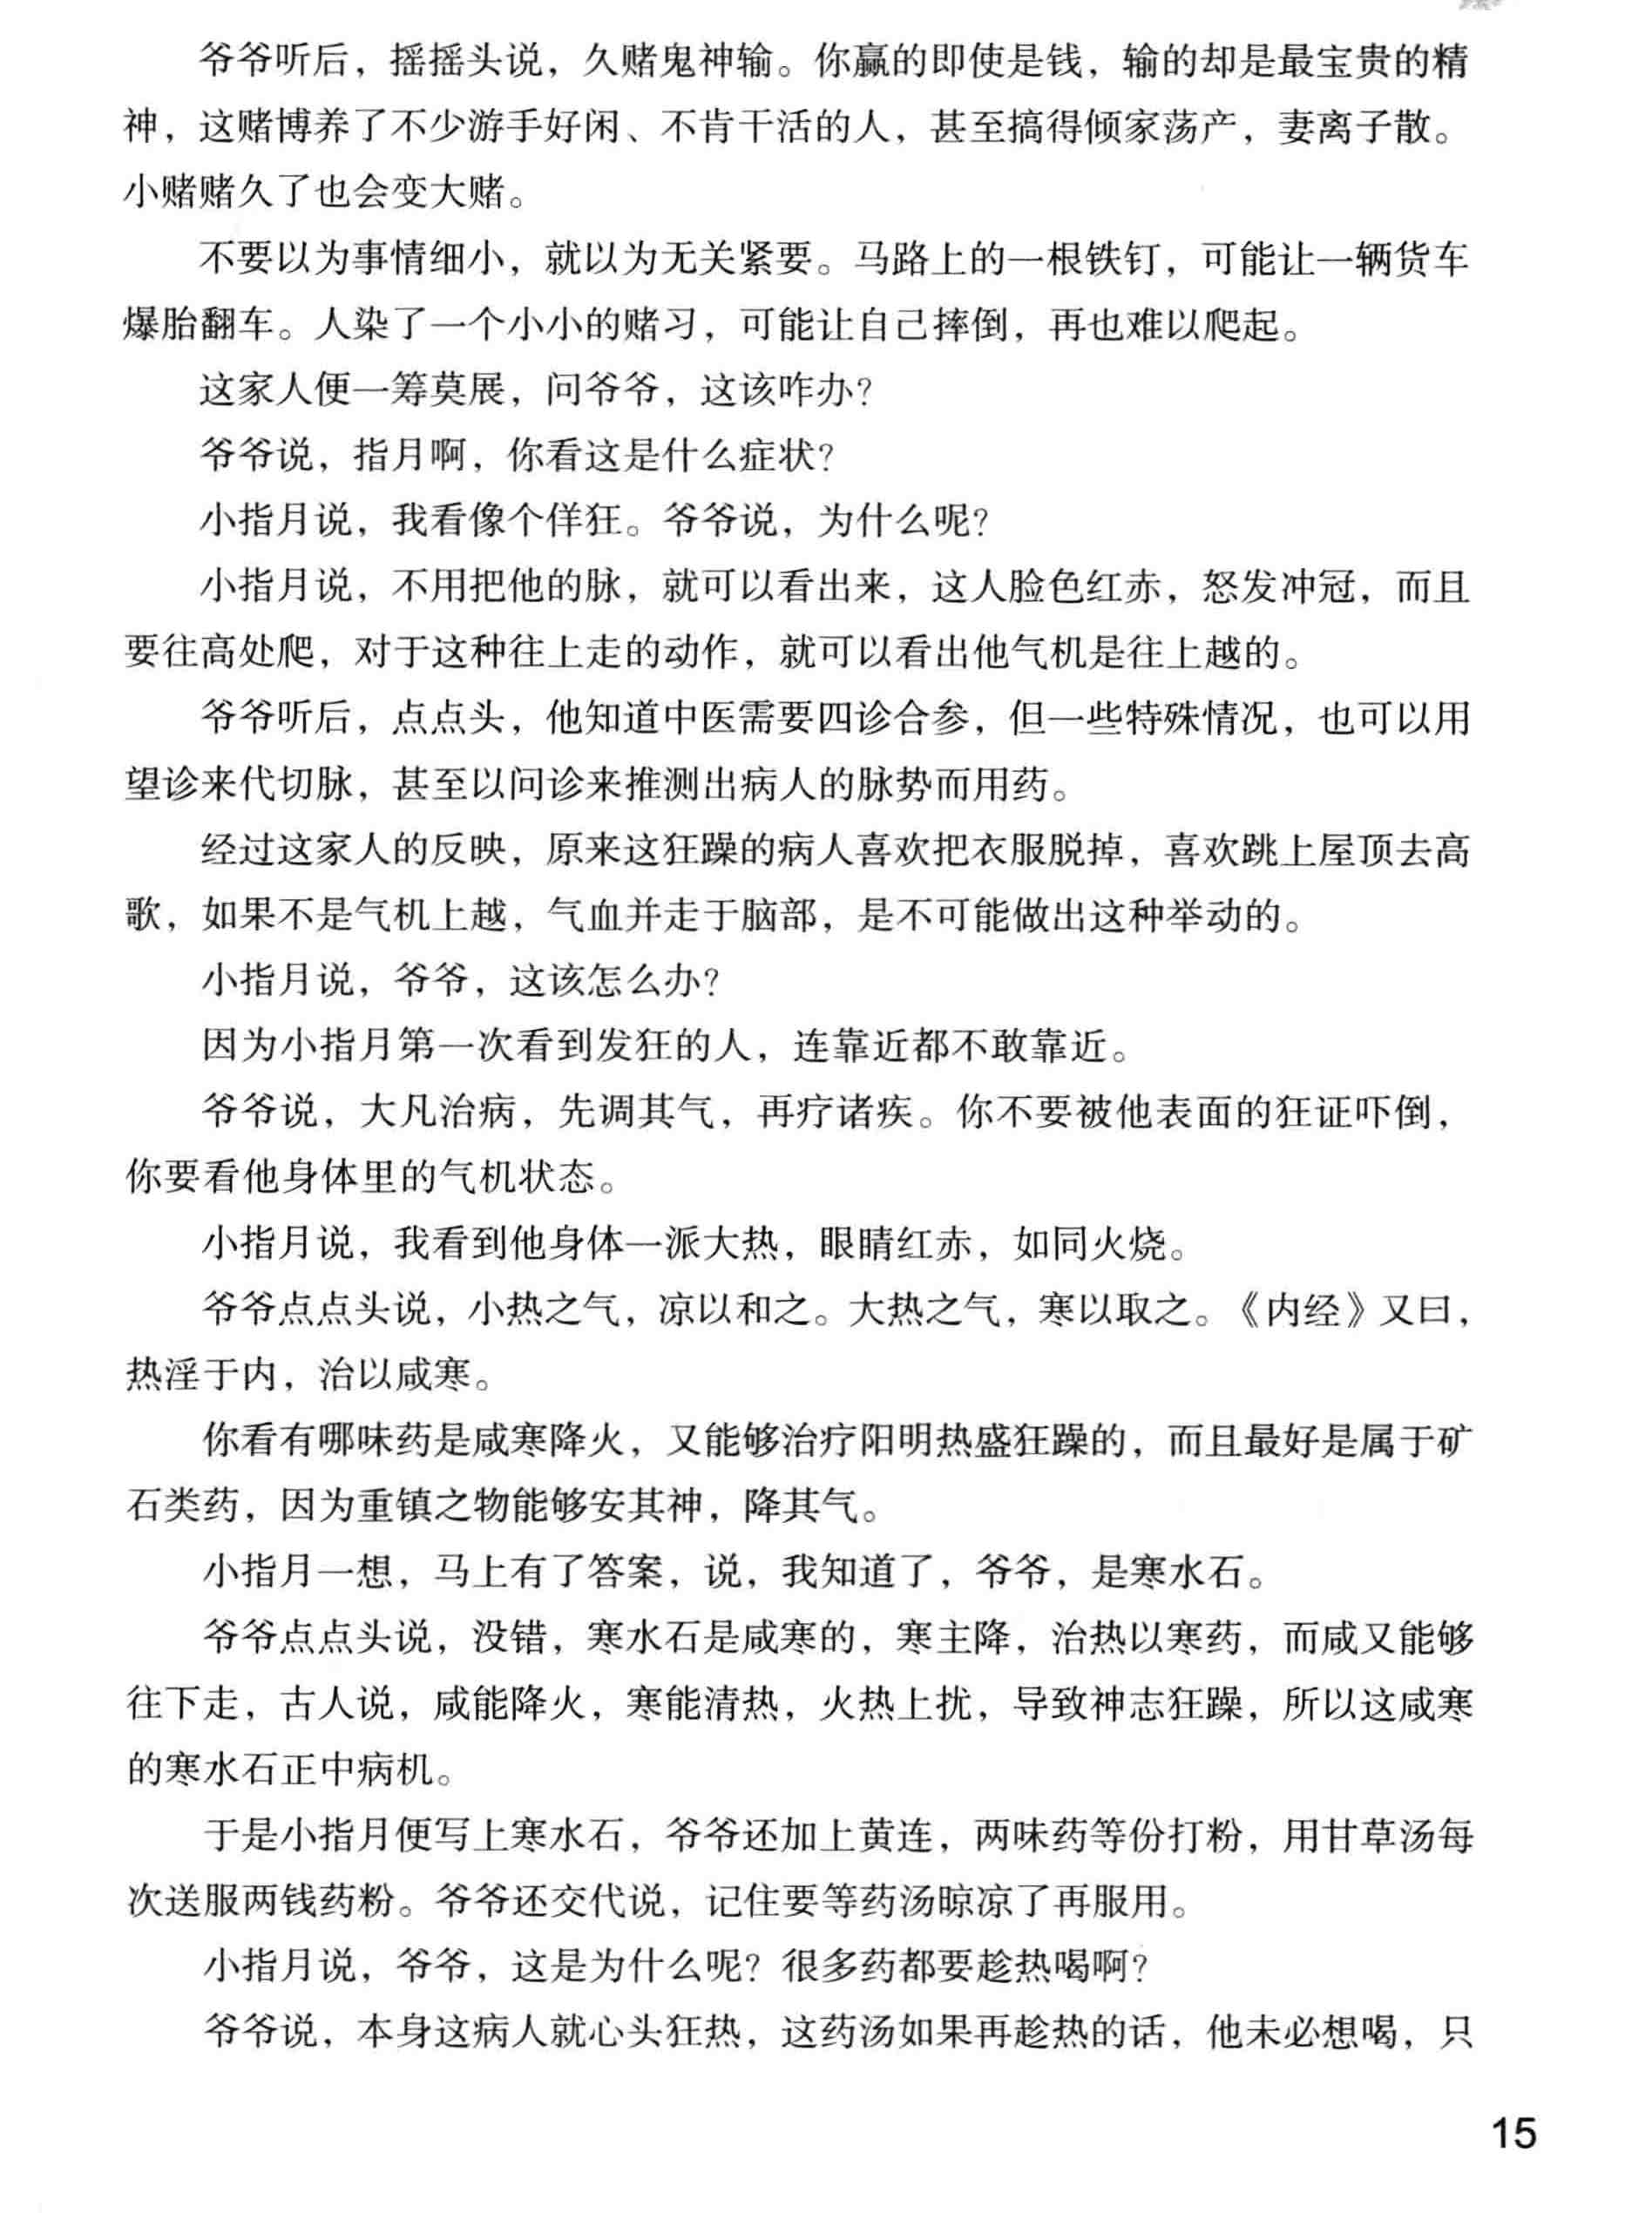 爷爷听后，摇摇头说，久赌鬼神输。你赢的即使是钱，输的却是最宝贵的精
神，这赌博养了不少游手好闲、不肯干活的人，甚至搞得倾家荡产，妻离子散。
小赌赌久了也会变大赌。
不要以为事情细小，就以为无关紧要。马路上的一根铁钉，可能让一辆货车
爆胎翻车。人染了一个小小的赌习，可能让自己摔倒，再也难以爬起。
这家人便一筹莫展，问爷爷，这该咋办？
爷爷说，指月啊，你看这是什么症状？
小指月说，我看像个佯狂。爷爷说，为什么呢？
小指月说，不用把他的脉，就可以看出来，这人脸色红赤，怒发冲冠，而且
要往高处爬，对于这种往上走的动作，就可以看出他气机是往上越的。
爷爷听后，点点头，他知道中医需要四诊合参，但一些特殊情况，也可以用
望诊来代切脉，甚至以问诊来推测出病人的脉势而用药。
经过这家人的反映，原来这狂躁的病人喜欢把衣服脱掉，喜欢跳上屋顶去高
歌，如果不是气机上越，气血并走于脑部，是不可能做出这种举动的。
小指月说，爷爷，这该怎么办？
因为小指月第一次看到发狂的人，连靠近都不敢靠近。
爷爷说，大凡治病，先调其气，再疗诸疾。你不要被他表面的狂证吓倒，
你要看他身体里的气机状态。
小指月说，我看到他身体一派大热，眼睛红赤，如同火烧。
爷爷点点头说，小热之气，凉以和之。大热之气，寒以取之。《内经》又曰，
热淫于内，治以咸寒。
你看有哪味药是咸寒降火，又能够治疗阳明热盛狂躁的，而且最好是属于矿
石类药，因为重镇之物能够安其神，降其气。
小指月一想，马上有了答案，说，我知道了，爷爷，是寒水石。
爷爷点点头说，没错，寒水石是咸寒的，寒主降，治热以寒药，而咸又能够
往下走，古人说，咸能降火，寒能清热，火热上扰，导致神志狂躁，所以这咸寒
的寒水石正中病机。
于是小指月便写上寒水石，爷爷还加上黄连，两味药等份打粉，用甘草汤每
次送服两钱药粉。爷爷还交代说，记住要等药汤晾凉了再服用。
小指月说，爷爷，这是为什么呢？很多药都要趁热喝啊？
爷爷说，本身这病人就心头狂热，这药汤如果再趁热的话，他未必想喝，只
15